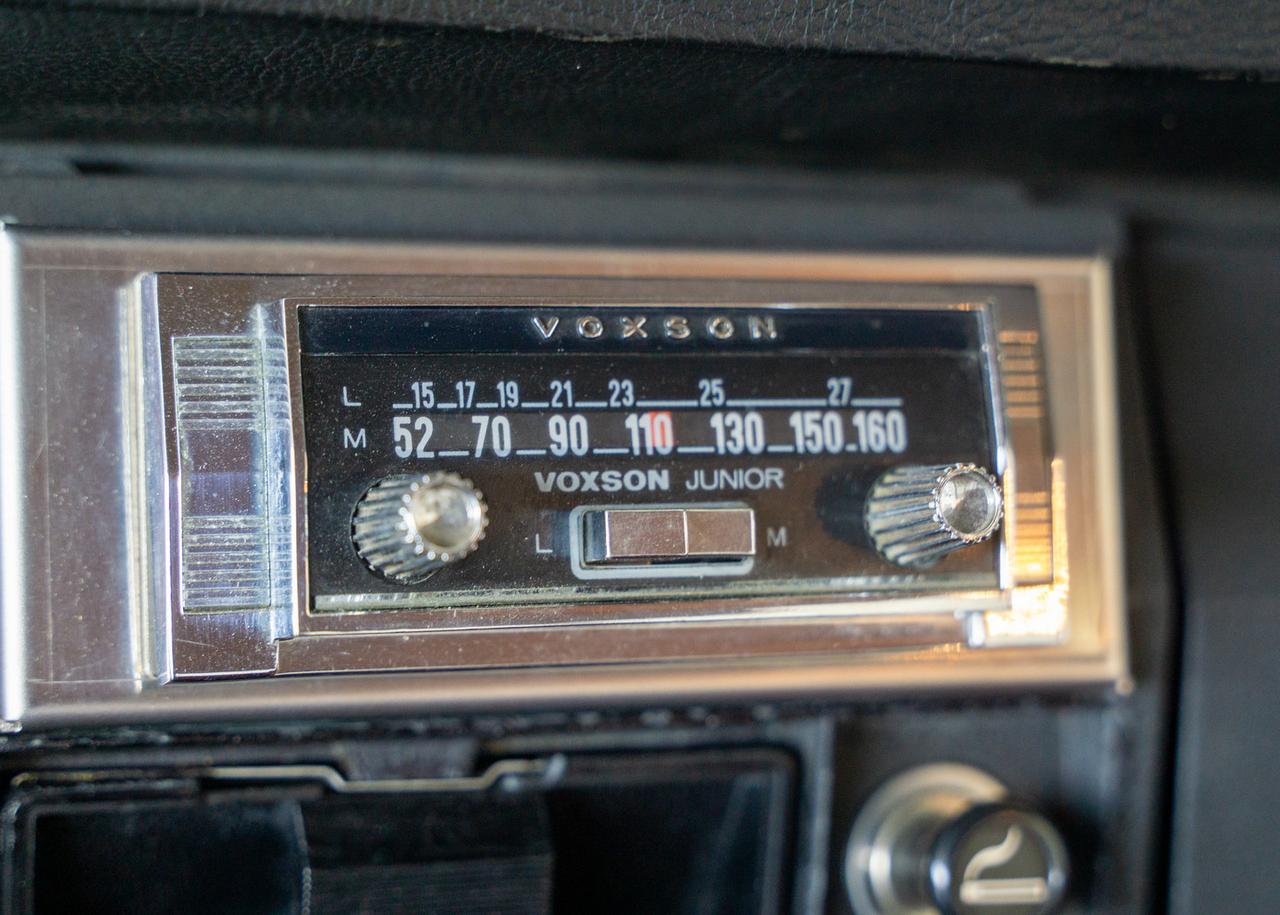 VOXSON
L 15 17 19 21 23 25 27
M 52 70 90 110 130 150 160
VOXSON JUNIOR
L M